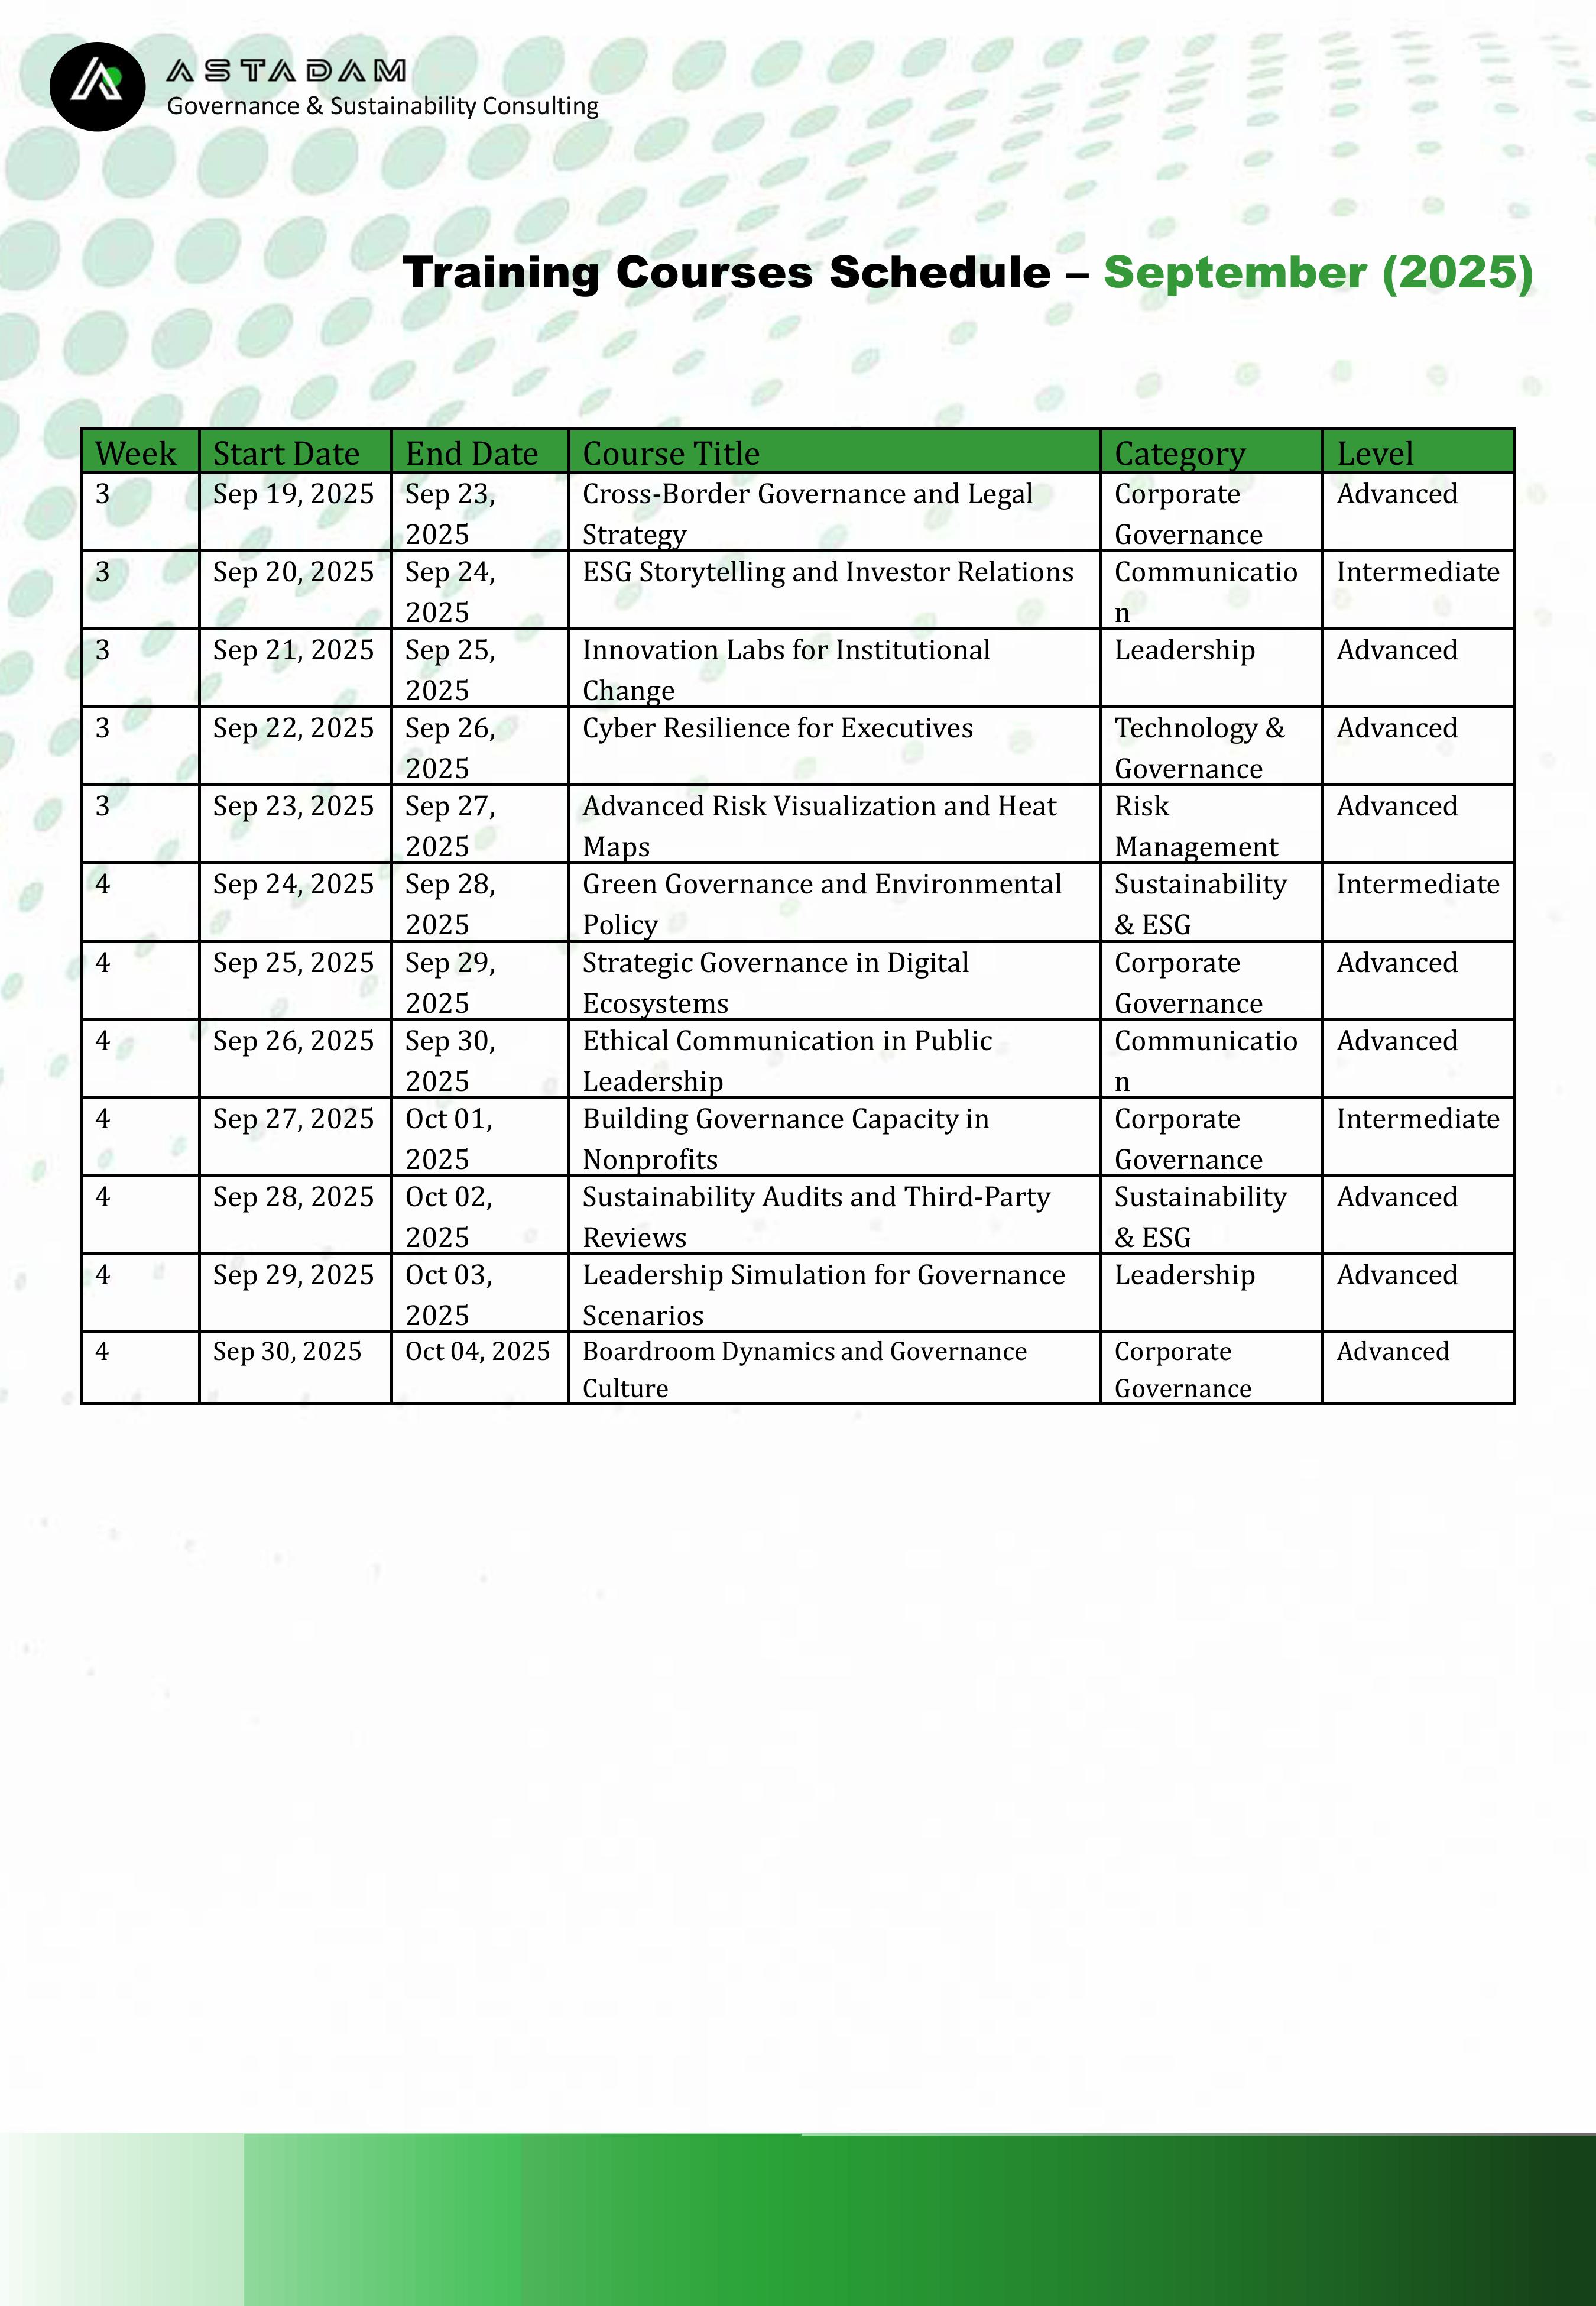 ASTADAM
Governance & Sustainability Consulting
Training Courses Schedule – September (2025)
Week Start Date End Date Course Title Category Level
3 Sep 19, 2025 Sep 23, Cross-Border Governance and Legal Corporate Advanced
2025 Strategy Governance
3 Sep 20, 2025 Sep 24, ESG Storytelling and Investor Relations Communicatio Intermediate
2025 n
3 Sep 21, 2025 Sep 25, Innovation Labs for Institutional Leadership Advanced
2025 Change
3 Sep 22, 2025 Sep 26, Cyber Resilience for Executives Technology & Advanced
2025 Governance
3 Sep 23, 2025 Sep 27, Advanced Risk Visualization and Heat Risk Advanced
2025 Maps Management
4 Sep 24, 2025 Sep 28, Green Governance and Environmental Sustainability Intermediate
2025 Policy & ESG
4 Sep 25, 2025 Sep 29, Strategic Governance in Digital Corporate Advanced
2025 Ecosystems Governance
4 Sep 26, 2025 Sep 30, Ethical Communication in Public Communicatio Advanced
2025 Leadership n
4 Sep 27, 2025 Oct 01, Building Governance Capacity in Corporate Intermediate
2025 Nonprofits Governance
4 Sep 28, 2025 Oct 02, Sustainability Audits and Third-Party Sustainability Advanced
2025 Reviews & ESG
4 Sep 29, 2025 Oct 03, Leadership Simulation for Governance Leadership Advanced
2025 Scenarios
4 Sep 30, 2025 Oct 04, 2025 Boardroom Dynamics and Governance Corporate Advanced
Culture Governance